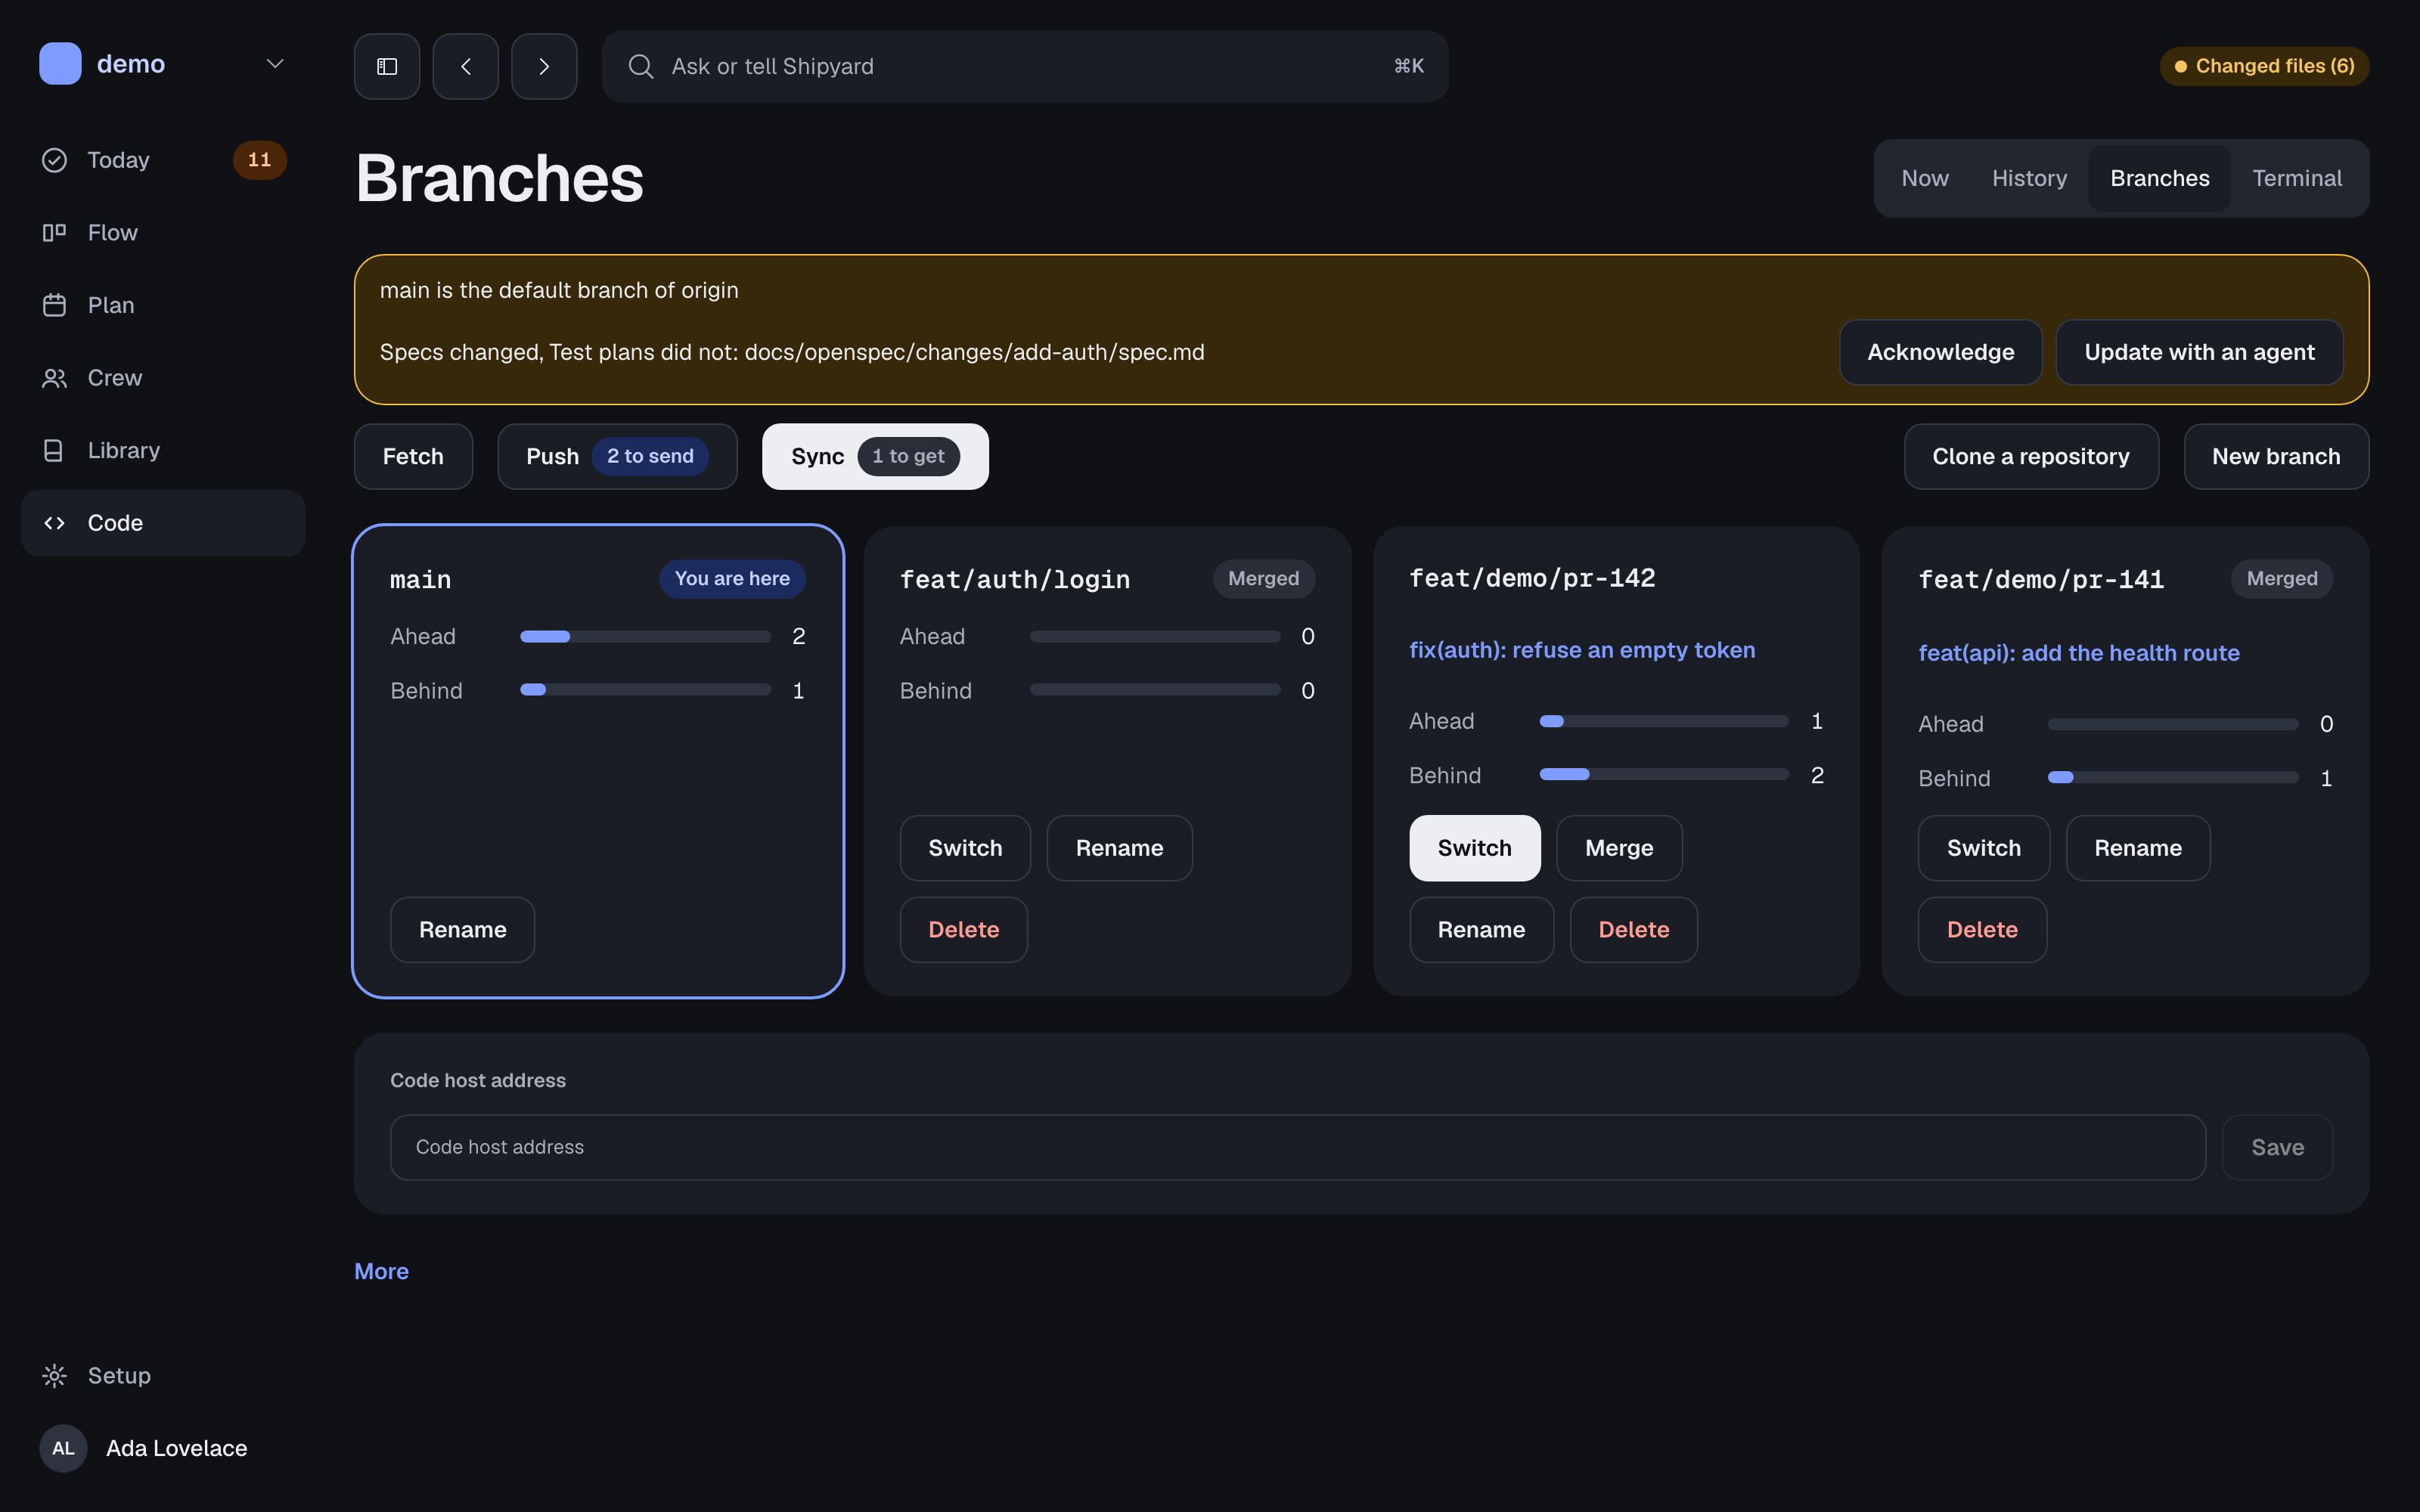 demo
Ask or tell Shipyard
⌘K
Changed files (6)
Today
11
Flow
Plan
Crew
Library
Code
Branches
Now
History
Branches
Terminal
main is the default branch of origin
Specs changed, Test plans did not: docs/openspec/changes/add-auth/spec.md
Acknowledge
Update with an agent
Fetch
Push
2 to send
Sync
1 to get
Clone a repository
New branch
main
You are here
Ahead
2
Behind
1
Rename
feat/auth/login
Merged
Ahead
0
Behind
0
Switch
Rename
Delete
feat/demo/pr-142
fix(auth): refuse an empty token
Ahead
1
Behind
2
Switch
Merge
Rename
Delete
feat/demo/pr-141
Merged
feat(api): add the health route
Ahead
0
Behind
1
Switch
Rename
Delete
Code host address
Code host address
Save
More
Setup
AL
Ada Lovelace